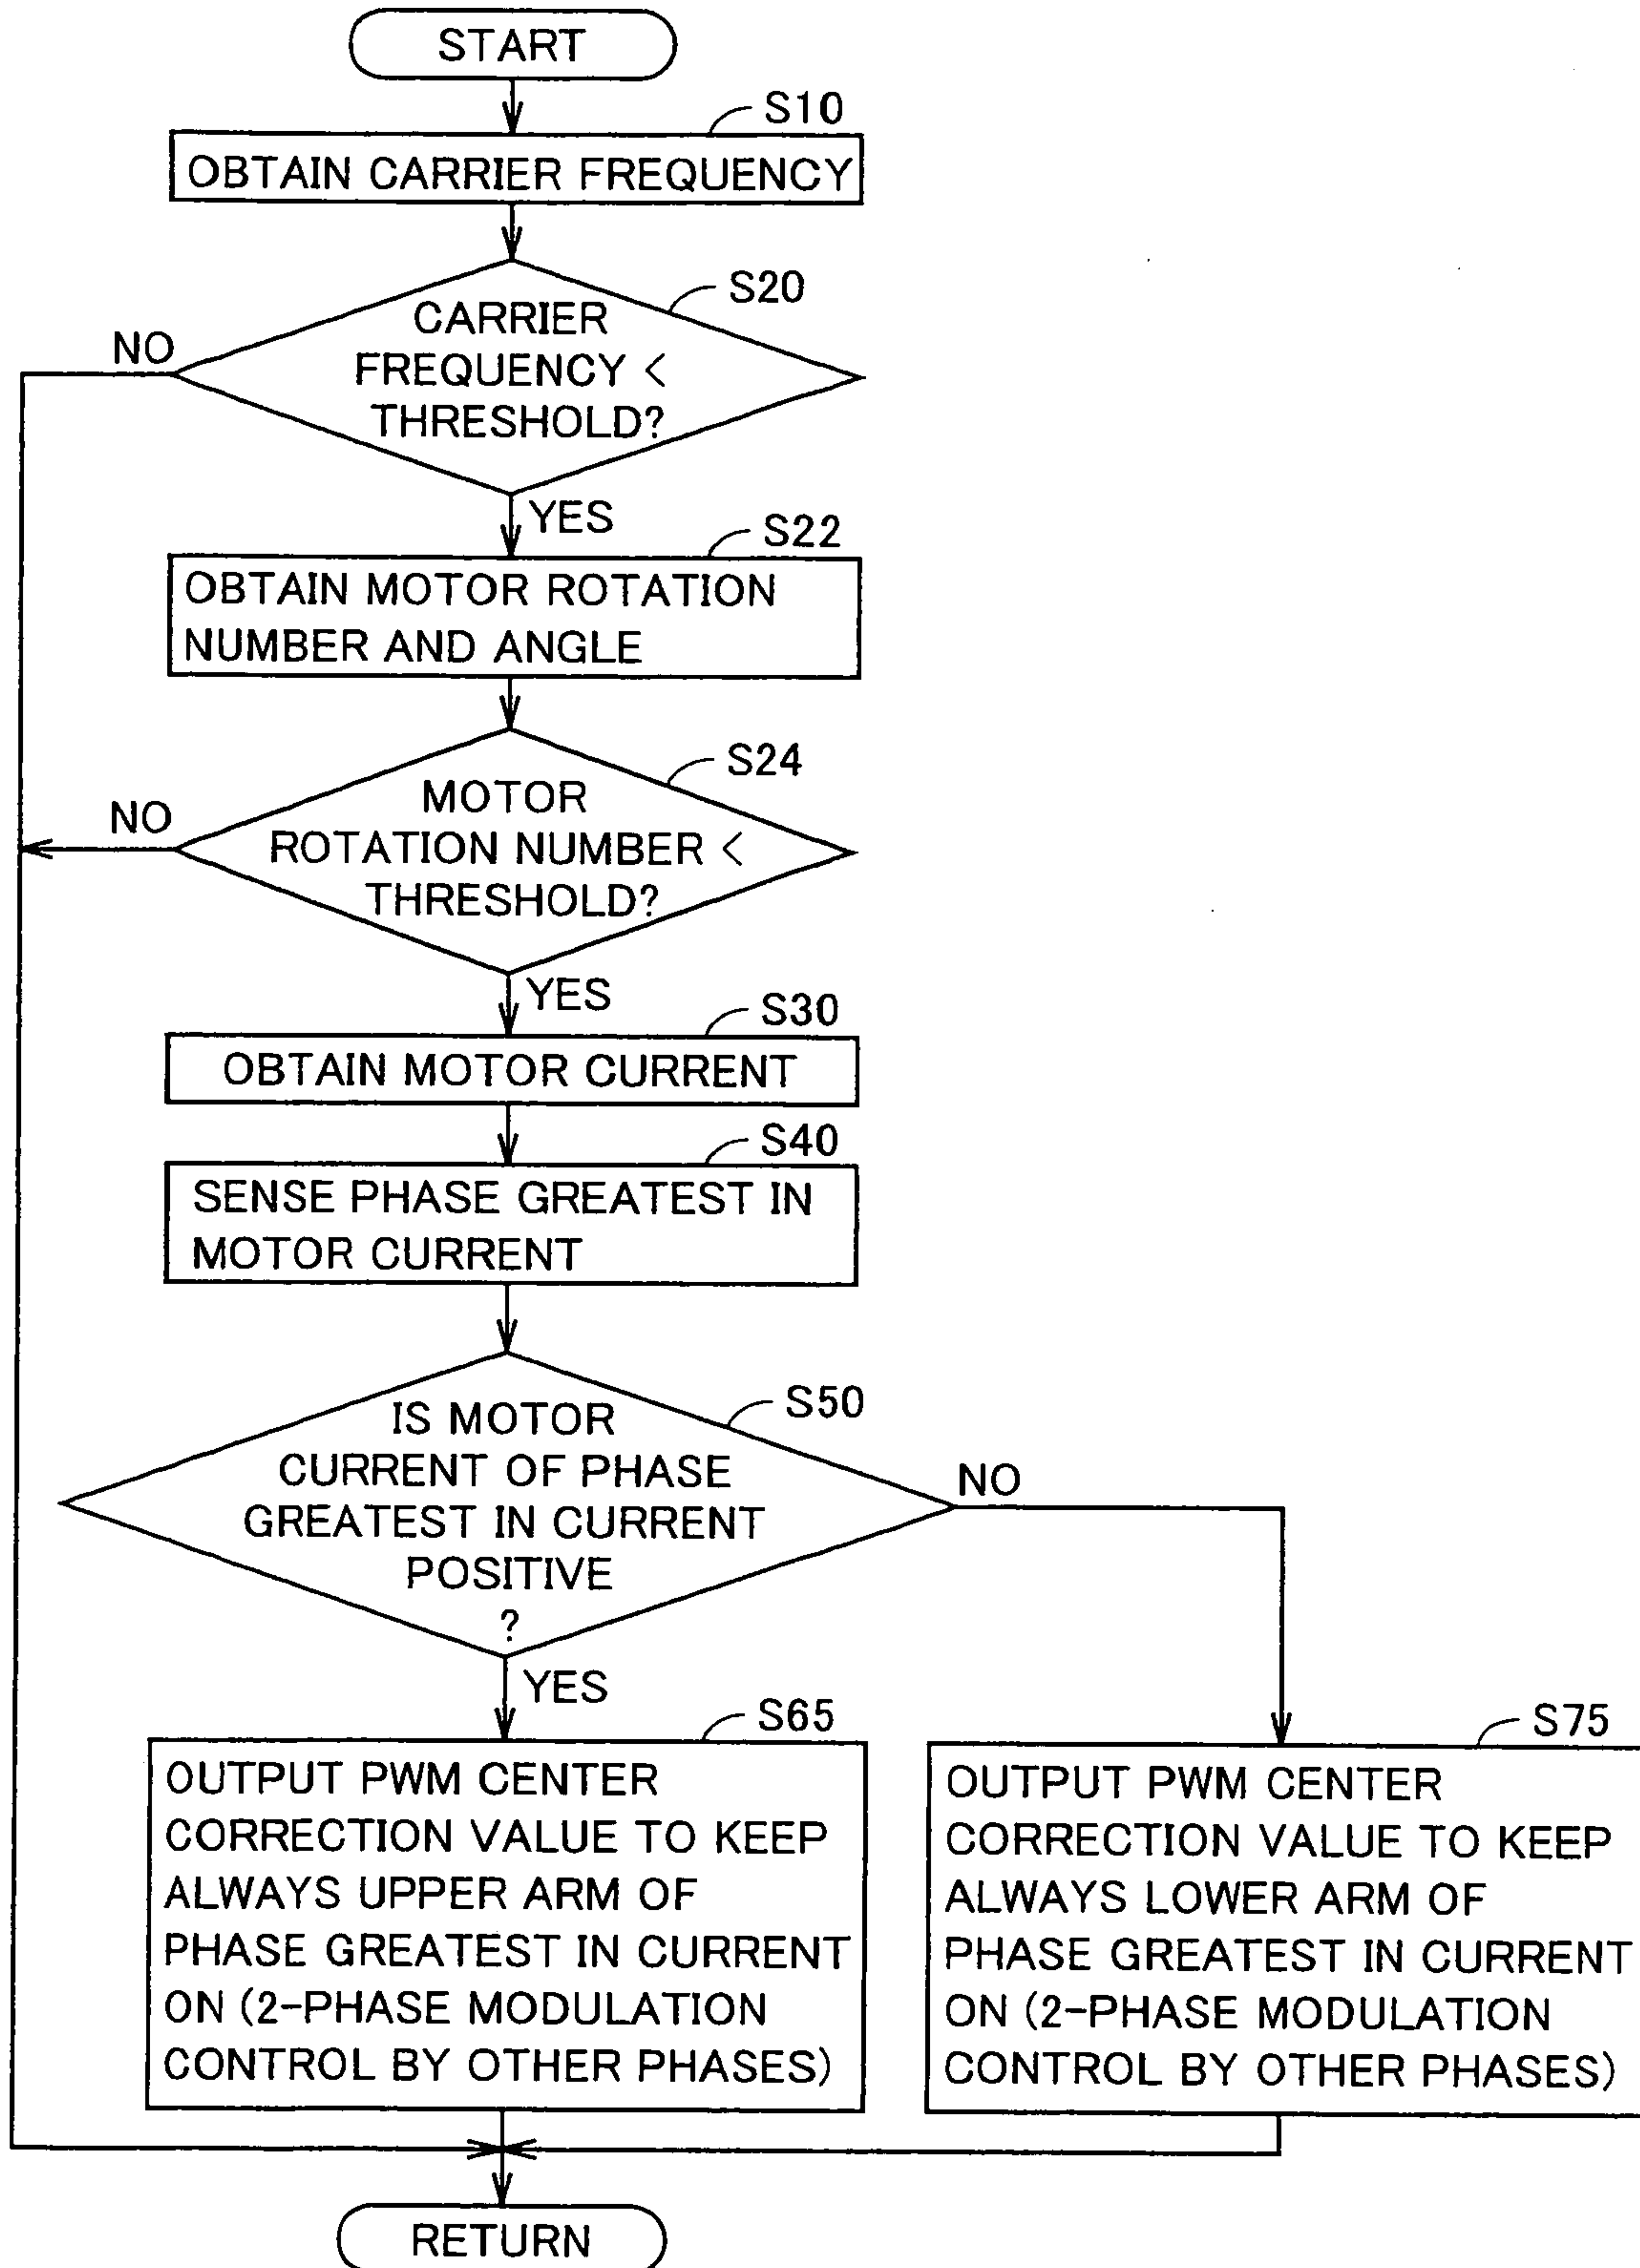 START
S10
OBTAIN CARRIER FREQUENCY
S20
CARRIER
FREQUENCY <
THRESHOLD?
NO
YES
S22
OBTAIN MOTOR ROTATION
NUMBER AND ANGLE
S24
MOTOR
ROTATION NUMBER <
THRESHOLD?
NO
YES
S30
OBTAIN MOTOR CURRENT
S40
SENSE PHASE GREATEST IN
MOTOR CURRENT
S50
IS MOTOR
CURRENT OF PHASE
GREATEST IN CURRENT
POSITIVE
?
NO
YES
S65
OUTPUT PWM CENTER
CORRECTION VALUE TO KEEP
ALWAYS UPPER ARM OF
PHASE GREATEST IN CURRENT
ON (2-PHASE MODULATION
CONTROL BY OTHER PHASES)
S75
OUTPUT PWM CENTER
CORRECTION VALUE TO KEEP
ALWAYS LOWER ARM OF
PHASE GREATEST IN CURRENT
ON (2-PHASE MODULATION
CONTROL BY OTHER PHASES)
RETURN